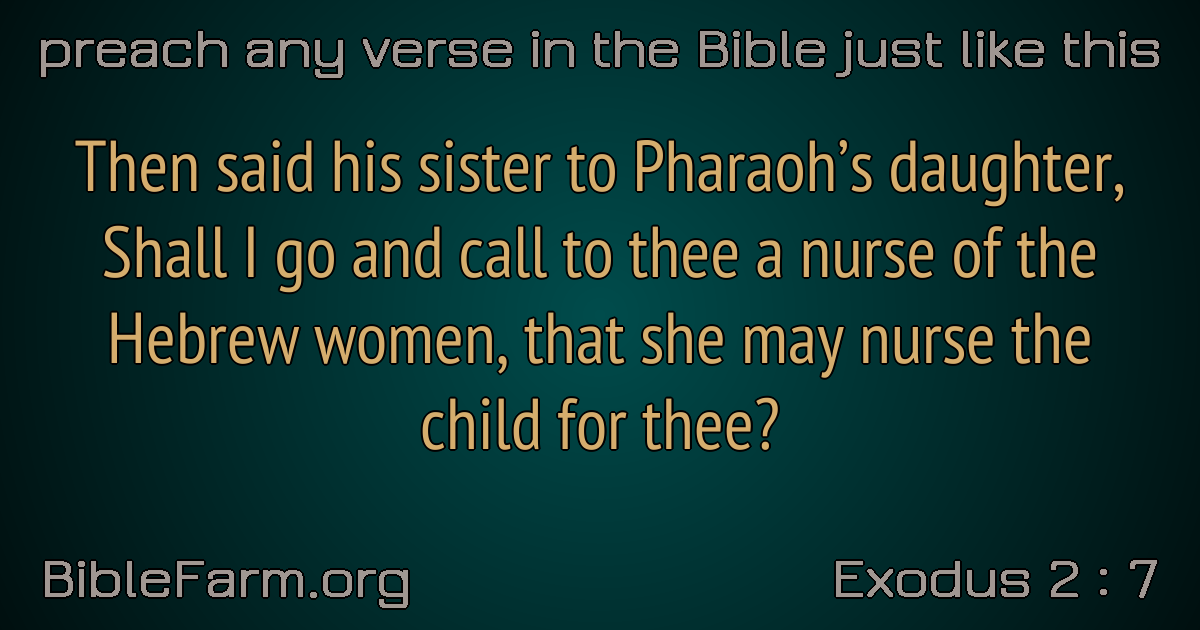 preach any verse in the Bible just like this
Then said his sister to Pharaoh’s daughter,
Shall I go and call to thee a nurse of the
Hebrew women, that she may nurse the
child for thee?
BibleFarm.org
Exodus 2 : 7